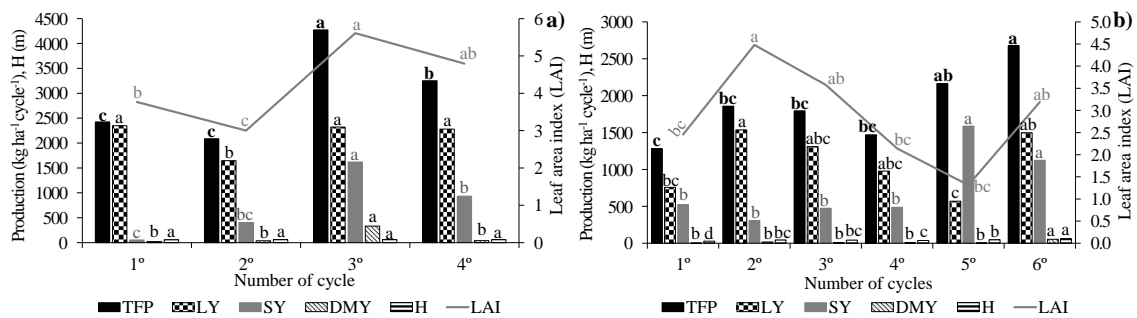 a)
Production (kg ha⁻¹ cycle⁻¹), H (m)
4500
4000
3500
3000
2500
2000
1500
1000
500
0
b c a ab
c a c b a
c b bc b a
a a a a a
b a b b a
6
5
4
3
2
1
0
Leaf area index (LAI)
1º 2º 3º 4º
Number of cycle
TFP LY SY DMY H LAI
b)
Production (kg ha⁻¹ cycle⁻¹), H (m)
3000
2500
2000
1500
1000
500
0
bc a ab bc bc ab
c bc b b d
bc a b b bc
bc abc b b bc
bc abc b b c
ab c a b b
a ab a a a
5.0
4.5
4.0
3.5
3.0
2.5
2.0
1.5
1.0
0.5
0.0
Leaf area index (LAI)
1º 2º 3º 4º 5º 6º
Number of cycles
TFP LY SY DMY H LAI